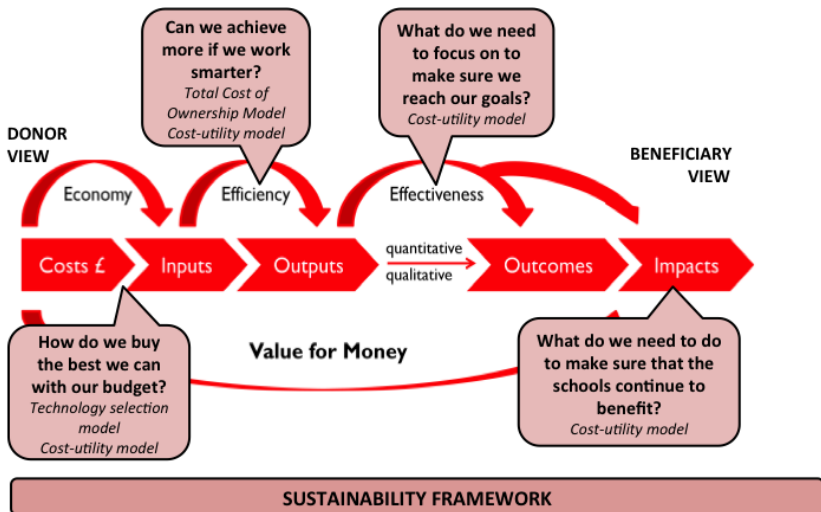 Can we achieve
more if we work
smarter?
Total Cost of
Ownership Model
Cost-utility model
What do we need
to focus on to
make sure we
reach our goals?
Cost-utility model
DONOR
VIEW
BENEFICIARY
VIEW
Economy
Efficiency
Effectiveness
Costs £
Inputs
Outputs
quantitative
qualitative
Outcomes
Impacts
How do we buy
the best we can
with our budget?
Technology selection
model
Cost-utility model
Value for Money
What do we need to do
to make sure that the
schools continue to
benefit?
Cost-utility model
SUSTAINABILITY FRAMEWORK